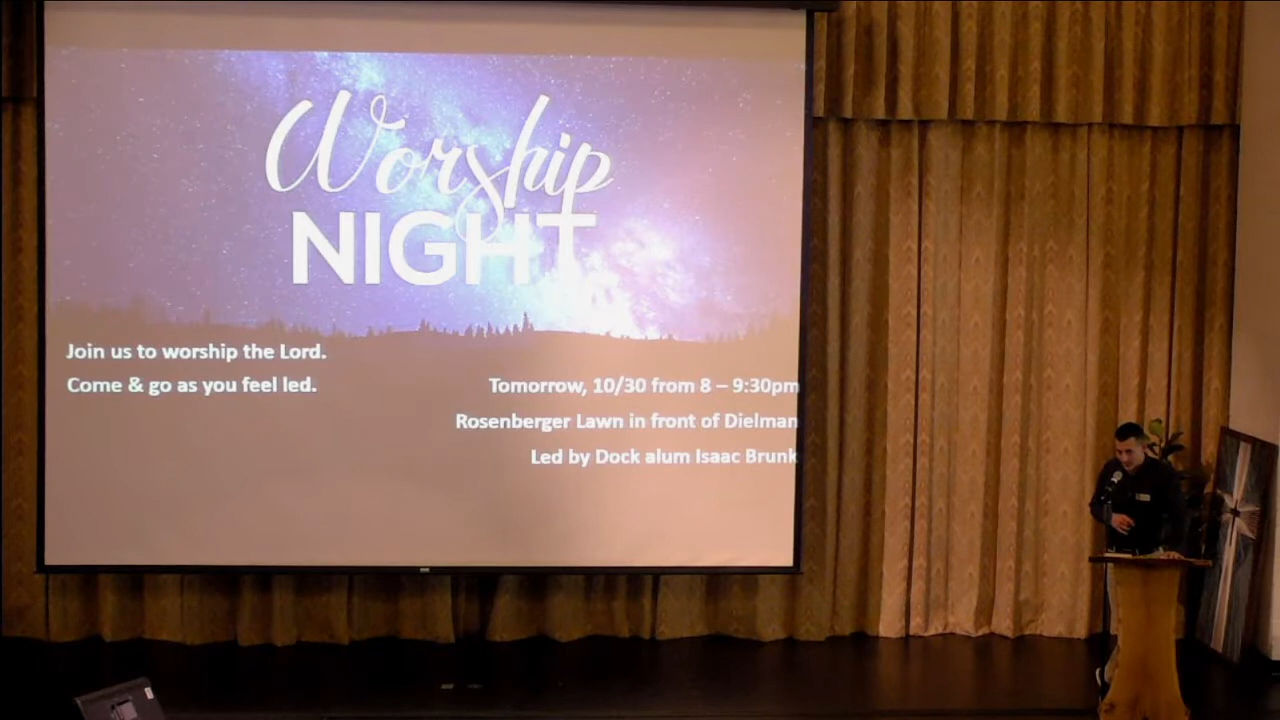 Worship
NIGHT
Join us to worship the Lord.
Come & go as you feel led.
Tomorrow, 10/30 from 8 – 9:30pm
Rosenberger Lawn in front of Dielman
Led by Dock alum Isaac Brunk